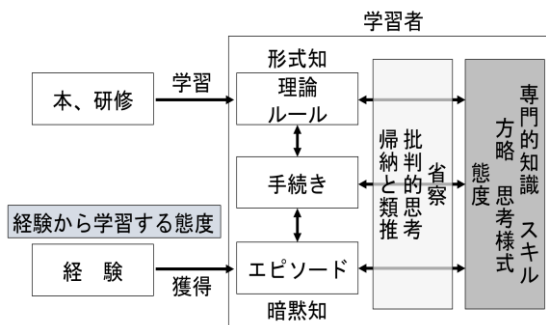 学習者
形式知
本、研修
学習
理論
ルール
手続き
経験から学習する態度
経　験
獲得
エピソード
暗黙知
省察
批判的思考
帰納と類推
専門的知識　スキル
方略　思考様式
態度